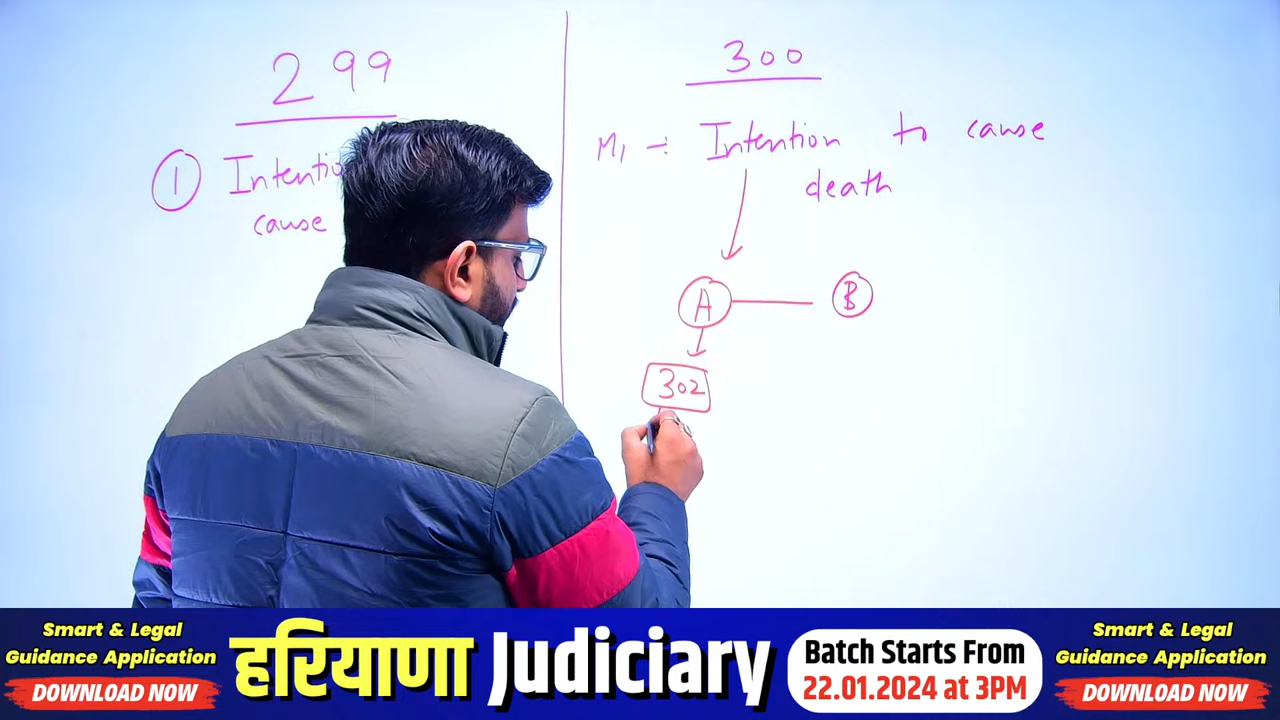 299
① Intentio
cause
300
M1 ÷ Intention to cause
death
A
B
302
Smart & Legal
Guidance Application
DOWNLOAD NOW
हरियाणा Judiciary
Batch Starts From
22.01.2024 at 3PM
Smart & Legal
Guidance Application
DOWNLOAD NOW